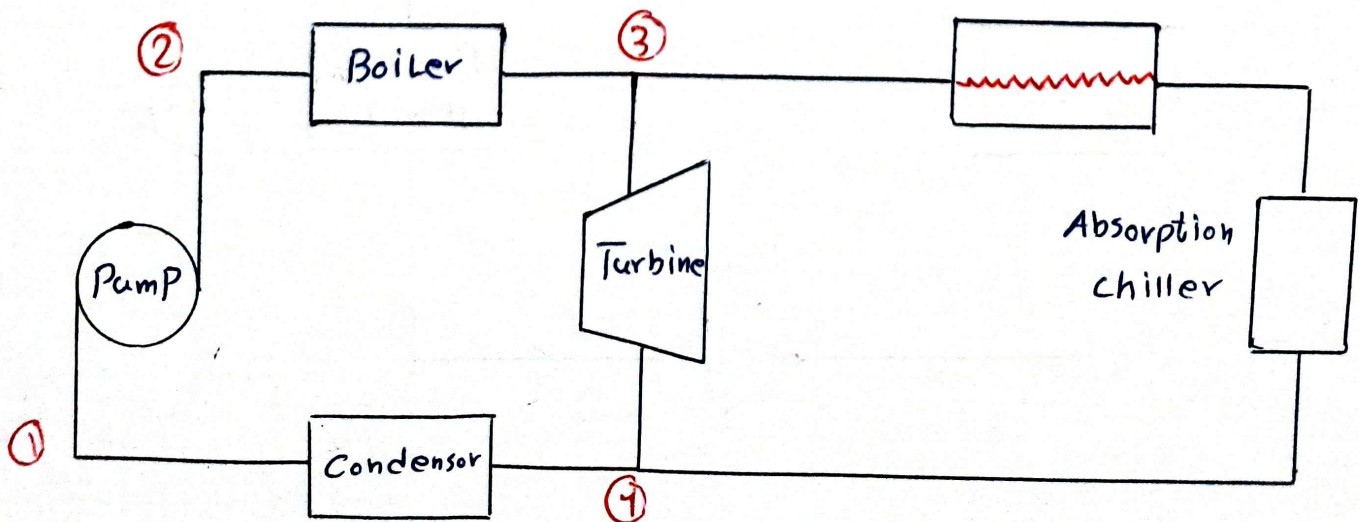 ②
Boiler
③
Pump
Turbine
Absorption
chiller
①
Condensor
④